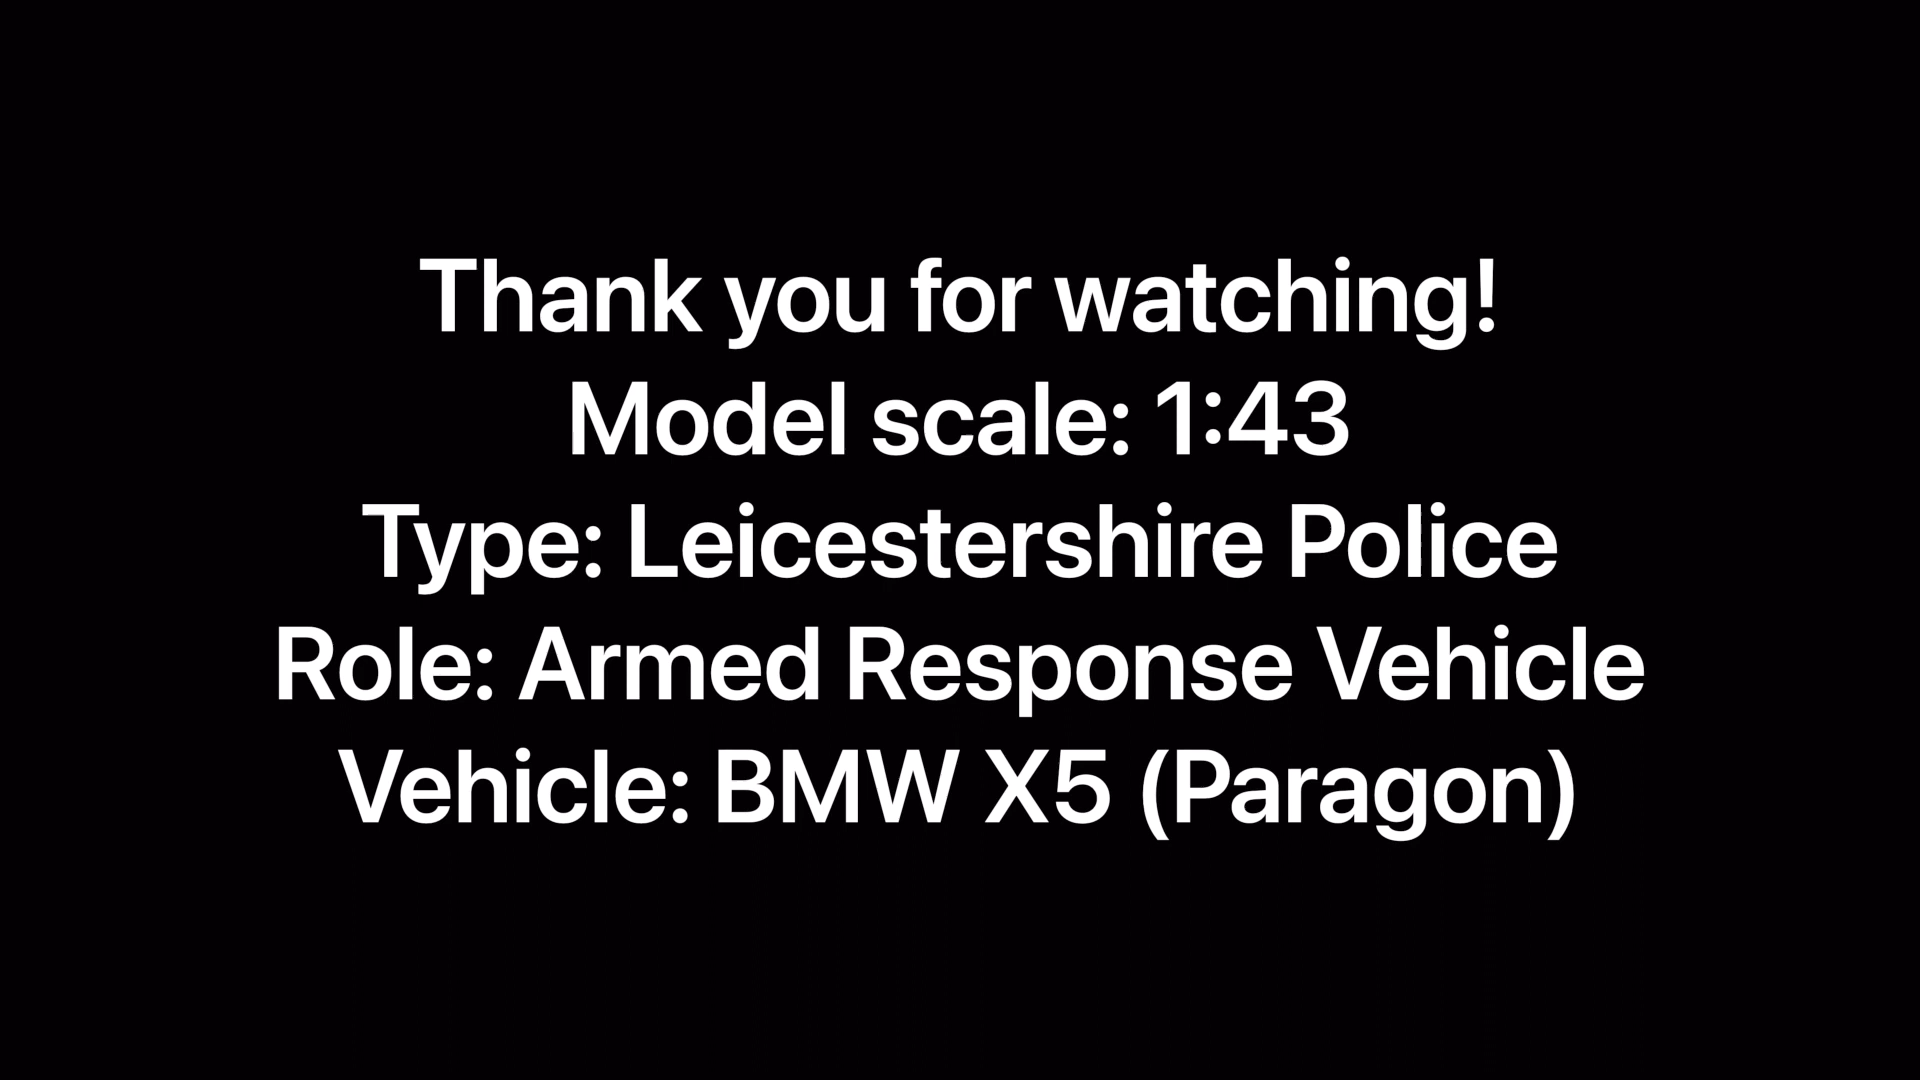 Thank you for watching!
Model scale: 1:43
Type: Leicestershire Police
Role: Armed Response Vehicle
Vehicle: BMW X5 (Paragon)